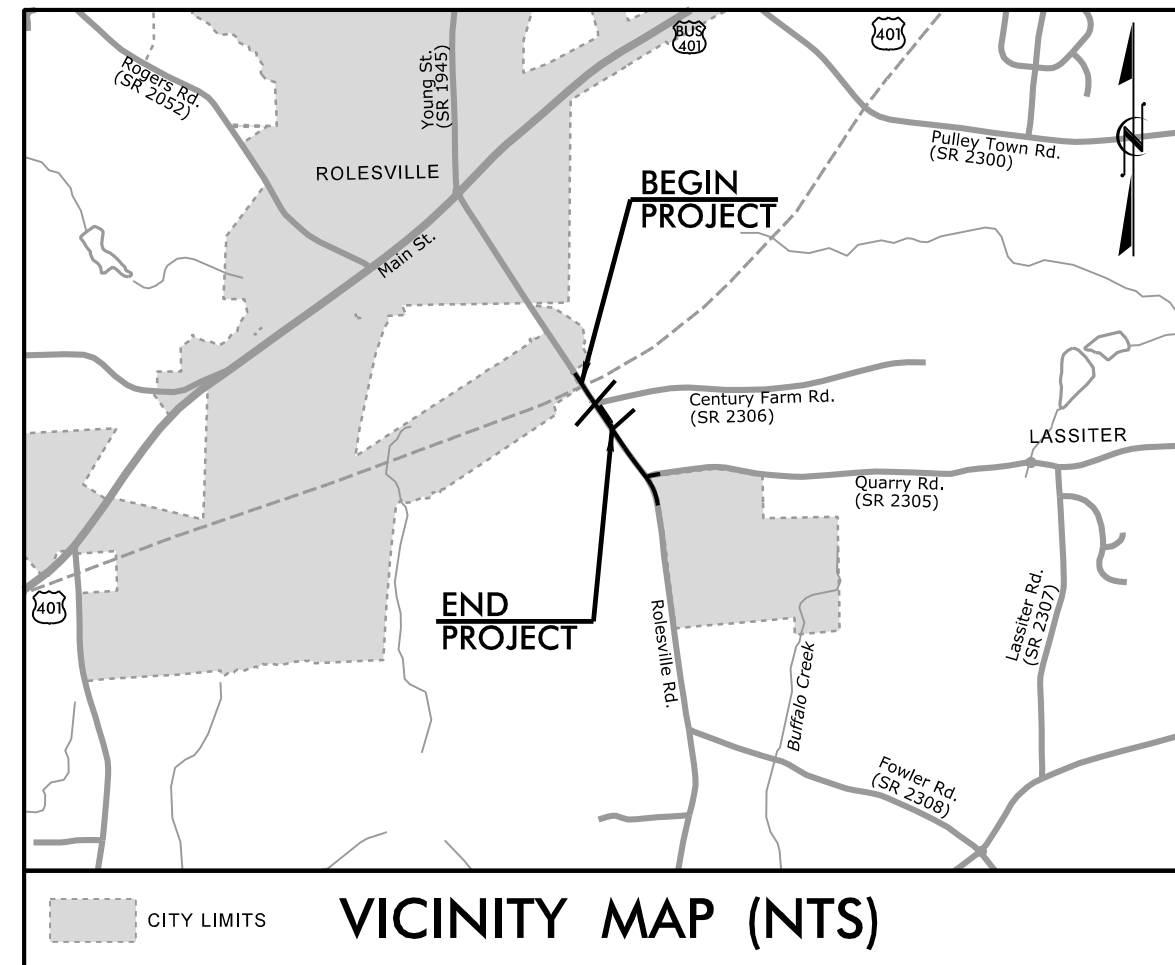 BUS
401
401
Rogers Rd.
(SR 2052)
Young St.
(SR 1945)
Pulley Town Rd.
(SR 2300)
N
ROLESVILLE
BEGIN
PROJECT
Main St.
Century Farm Rd.
(SR 2306)
LASSITER
Quarry Rd.
(SR 2305)
401
END
PROJECT
Rolesville Rd.
Buffalo Creek
Lassiter Rd.
(SR 2307)
Fowler Rd.
(SR 2308)
CITY LIMITS
VICINITY MAP (NTS)